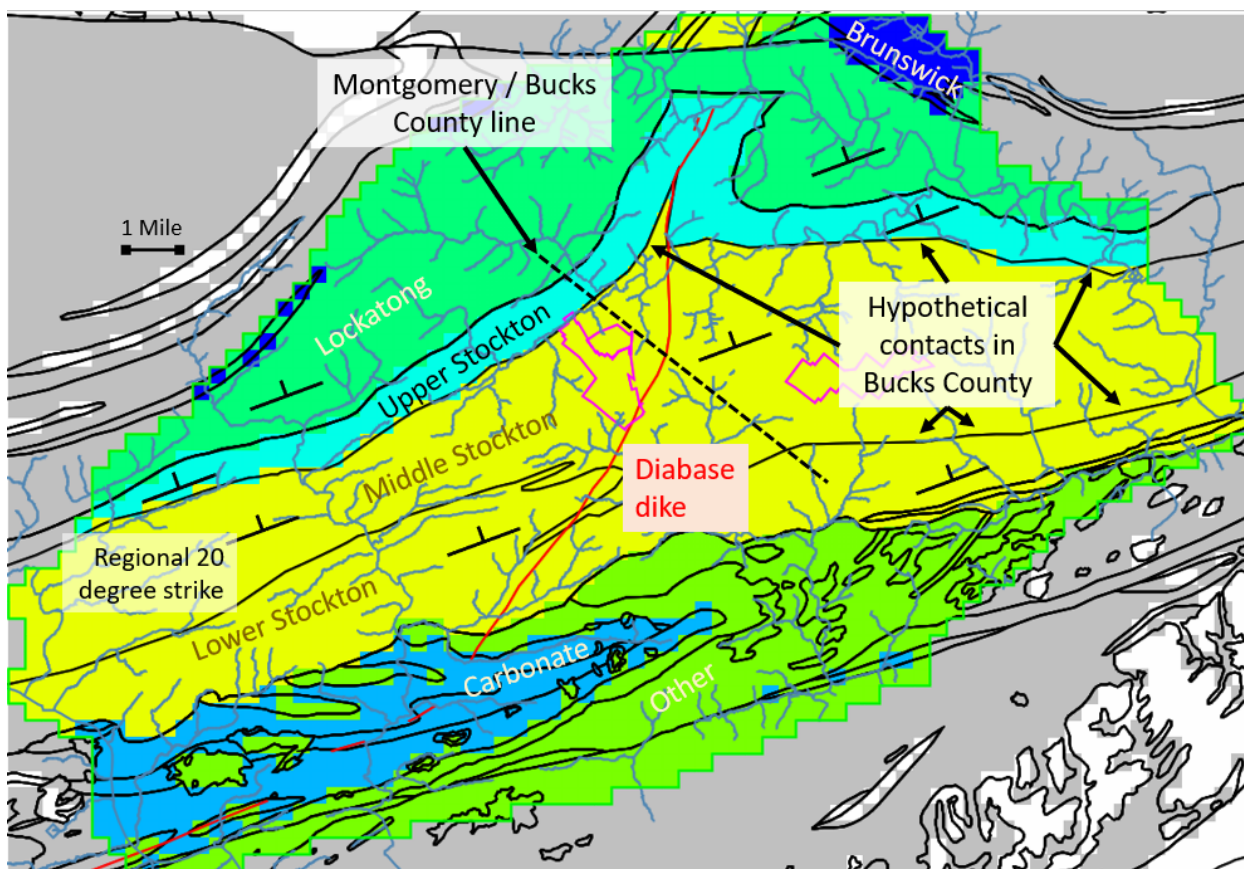 Brunswick
Montgomery / Bucks
County line
1 Mile
Lockatong
Upper Stockton
Hypothetical
contacts in
Bucks County
Middle Stockton
Diabase
dike
Regional 20
degree strike
Lower Stockton
Carbonate
Other